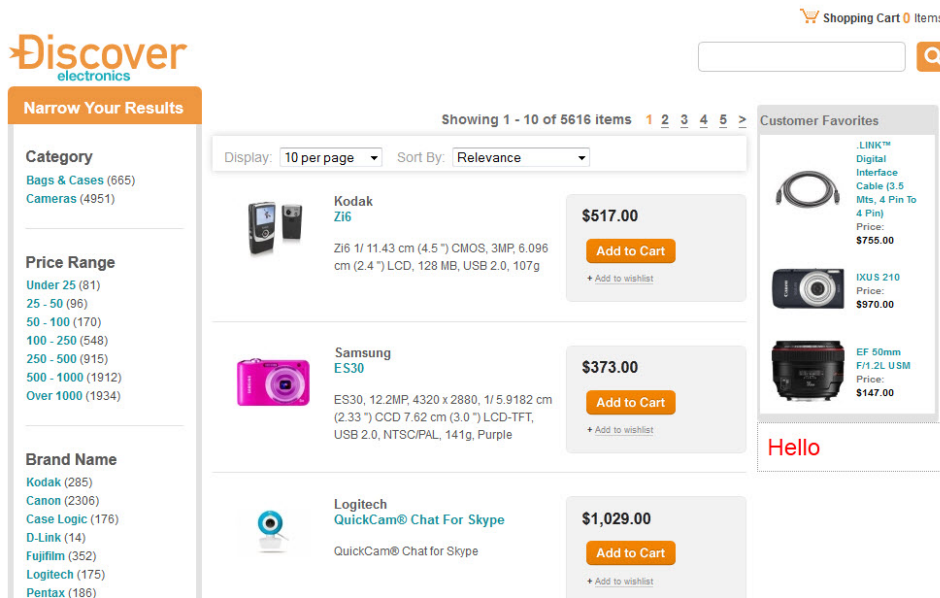 Shopping Cart 0 Items
Discover
electronics
Narrow Your Results
Category
Bags & Cases (665)
Cameras (4951)
Price Range
Under 25 (81)
25 - 50 (96)
50 - 100 (170)
100 - 250 (548)
250 - 500 (915)
500 - 1000 (1912)
Over 1000 (1934)
Brand Name
Kodak (285)
Canon (2306)
Case Logic (176)
D-Link (14)
Fujifilm (352)
Logitech (175)
Pentax (186)
Showing 1 - 10 of 5616 items 1 2 3 4 5 >
Display: 10 per page Sort By: Relevance
Kodak
Zi6
Zi6 1/ 11.43 cm (4.5 ") CMOS, 3MP, 6.096
cm (2.4 ") LCD, 128 MB, USB 2.0, 107g
$517.00
Add to Cart
+ Add to wishlist
Samsung
ES30
ES30, 12.2MP, 4320 x 2880, 1/ 5.9182 cm
(2.33 ") CCD 7.62 cm (3.0 ") LCD-TFT,
USB 2.0, NTSC/PAL, 141g, Purple
$373.00
Add to Cart
+ Add to wishlist
Logitech
QuickCam® Chat For Skype
QuickCam® Chat for Skype
$1,029.00
Add to Cart
+ Add to wishlist
Customer Favorites
.LINK™
Digital
Interface
Cable (3.5
Mts, 4 Pin To
4 Pin)
Price:
$755.00
IXUS 210
Price:
$970.00
EF 50mm
F/1.2L USM
Price:
$147.00
Hello